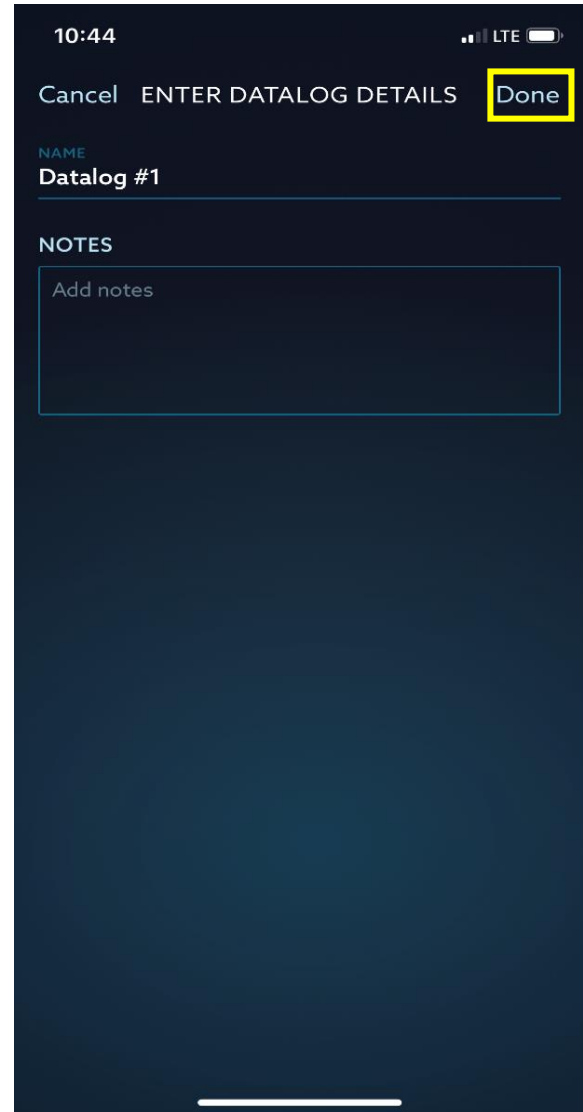 10:44 LTE
Cancel ENTER DATALOG DETAILS Done
NAME
Datalog #1
NOTES
Add notes